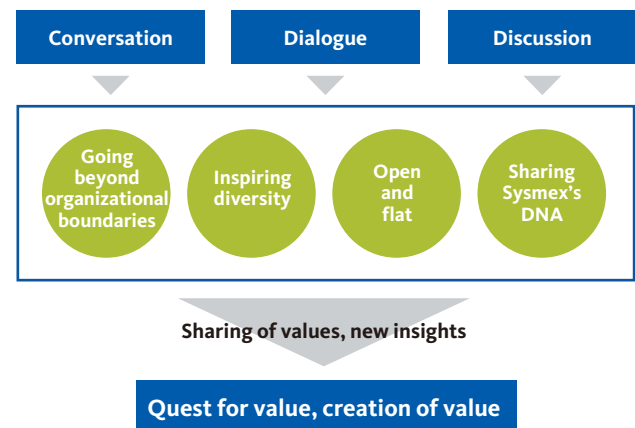 Conversation
Dialogue
Discussion
Going
beyond
organizational
boundaries
Inspiring
diversity
Open
and
flat
Sharing
Sysmex's
DNA
Sharing of values, new insights
Quest for value, creation of value